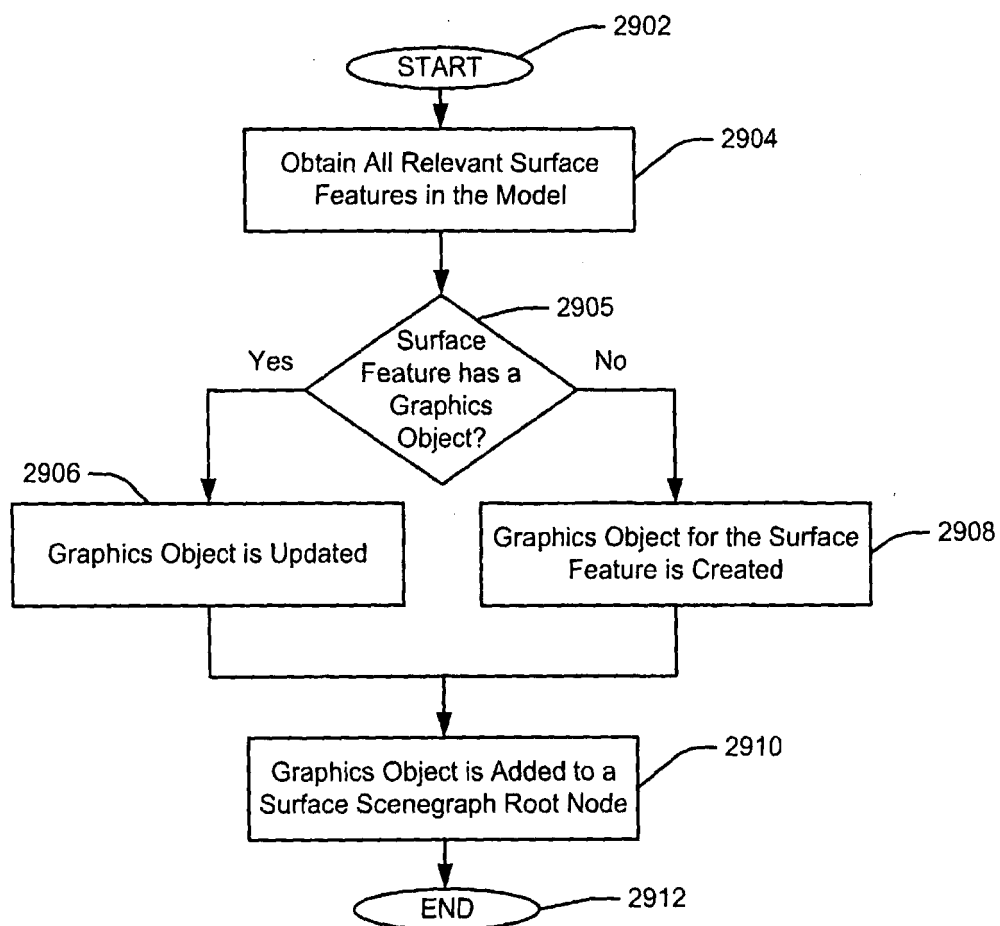 2902
START
2904
Obtain All Relevant Surface
Features in the Model
2905
Surface
Feature has a
Graphics
Object?
Yes
No
2906
Graphics Object is Updated
Graphics Object for the Surface
Feature is Created
2908
2910
Graphics Object is Added to a
Surface Scenegraph Root Node
END
2912